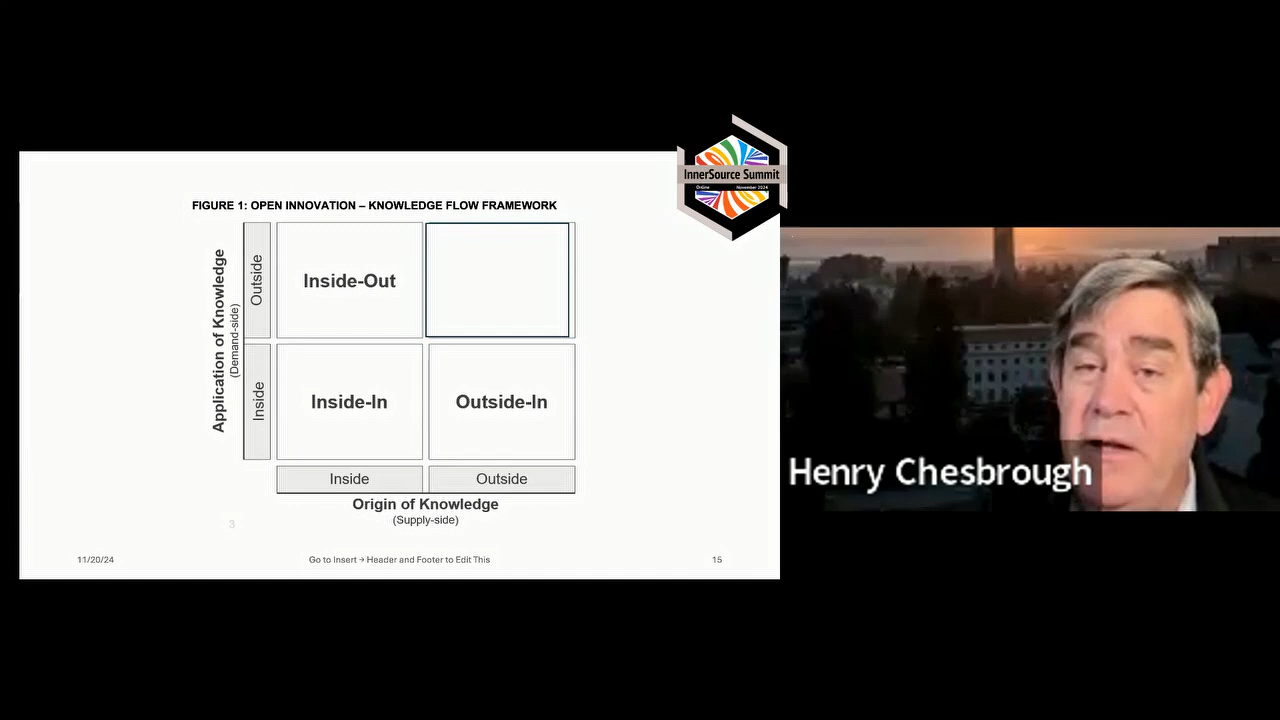 InnerSource Summit
Online
November 2024
FIGURE 1: OPEN INNOVATION – KNOWLEDGE FLOW FRAMEWORK
Application of Knowledge
(Demand-side)
Outside
Inside
Inside-Out
Inside-In
Outside-In
Inside
Outside
Origin of Knowledge
(Supply-side)
3
11/20/24
Go to Insert → Header and Footer to Edit This
15
Henry Chesbrough